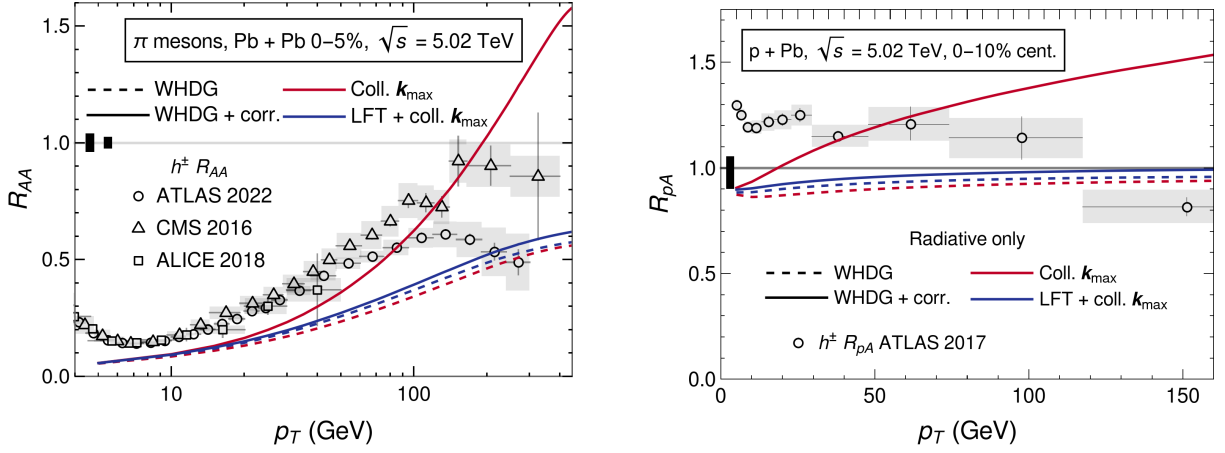 π mesons, Pb + Pb 0–5%, √s = 5.02 TeV
WHDG
WHDG + corr.
Coll. k_max
LFT + coll. k_max
h± R_AA
ATLAS 2022
CMS 2016
ALICE 2018
R_AA
1.5
1.0
0.5
0.0
10
100
p_T (GeV)
p + Pb, √s = 5.02 TeV, 0–10% cent.
Radiative only
WHDG
WHDG + corr.
Coll. k_max
LFT + coll. k_max
h± R_pA ATLAS 2017
R_pA
1.5
1.0
0.5
0.0
0
50
100
150
p_T (GeV)